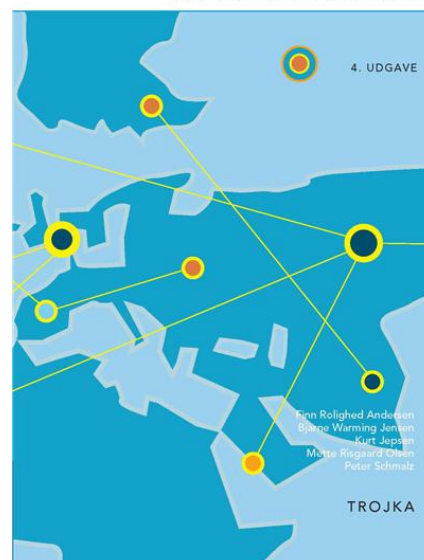 4. UDGAVE
Finn Rolighed Andersen
Bjarne Warming Jensen
Kurt Jepsen
Mette Risgaard Olsen
Peter Schmalz
TROJKA